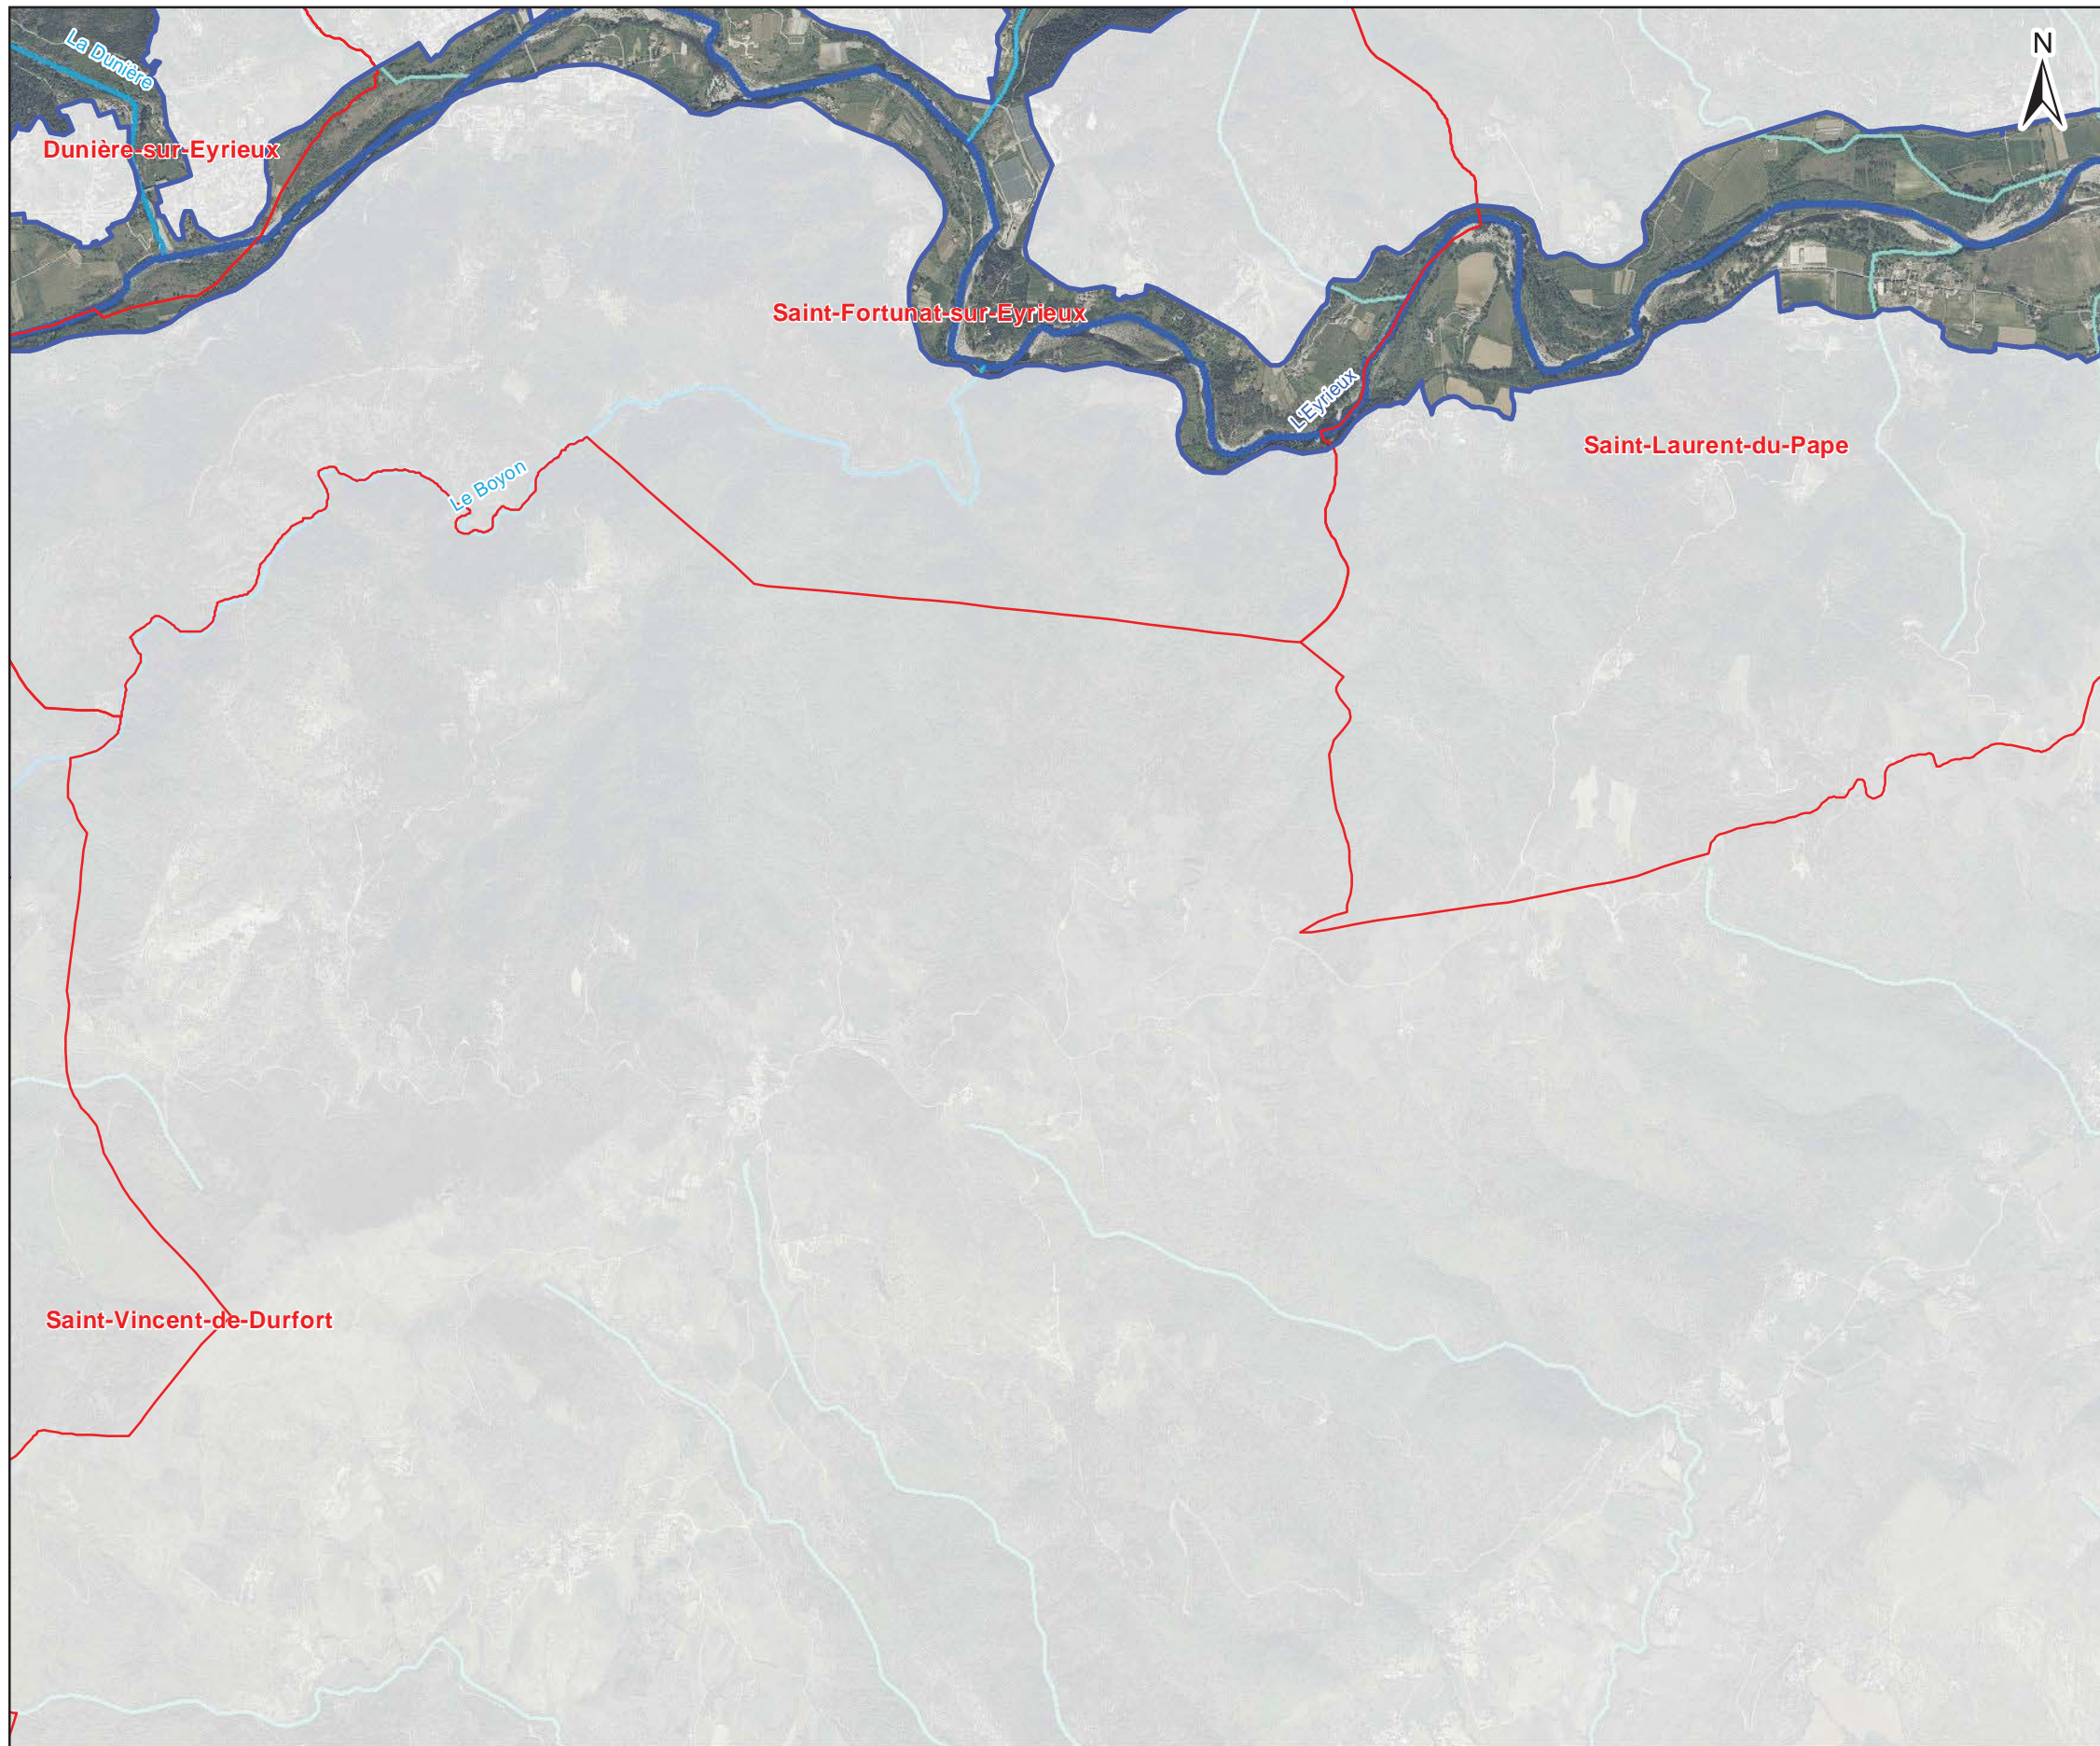 N
La Dunière
Dunière-sur-Eyrieux
Saint-Fortunat-sur-Eyrieux
L'Eyrieux
Saint-Laurent-du-Pape
Le Boyon
Saint-Vincent-de-Durfort